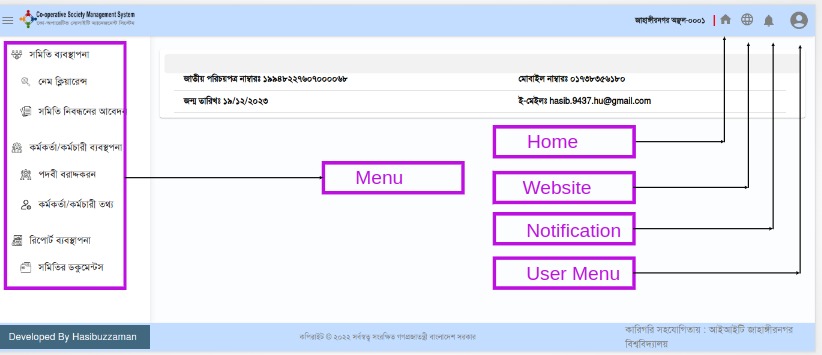 Co-operative Society Management System
কো-অপারেটিভ সোসাইটি ম্যানেজমেন্ট সিস্টেম
জাহাঙ্গীরনগর অঞ্চল-০০০১
সমিতি ব্যবস্থাপনা
নেম ক্লিয়ারেন্স
সমিতি নিবন্ধনের আবেদন
কর্মকর্তা/কর্মচারী ব্যবস্থাপনা
পদবী বরাদ্দকরন
কর্মকর্তা/কর্মচারী তথ্য
রিপোর্ট ব্যবস্থাপনা
সমিতির ডকুমেন্টস
জাতীয় পরিচয়পত্র নাম্বারঃ ১৯৯৪৮২২৭৬০৭০০০০৬৮
মোবাইল নাম্বারঃ ০১৭৩৮৩৫৬১৮০
জন্ম তারিখঃ ১৯/১২/২০২৩
ই-মেইলঃ hasib.9437.hu@gmail.com
Menu
Home
Website
Notification
User Menu
Developed By Hasibuzzaman
কপিরাইট © ২০২২ সর্বস্বত্ব সংরক্ষিত গণপ্রজাতন্ত্রী বাংলাদেশ সরকার
কারিগরি সহযোগিতায় : আইআইটি জাহাঙ্গীরনগর
বিশ্ববিদ্যালয়